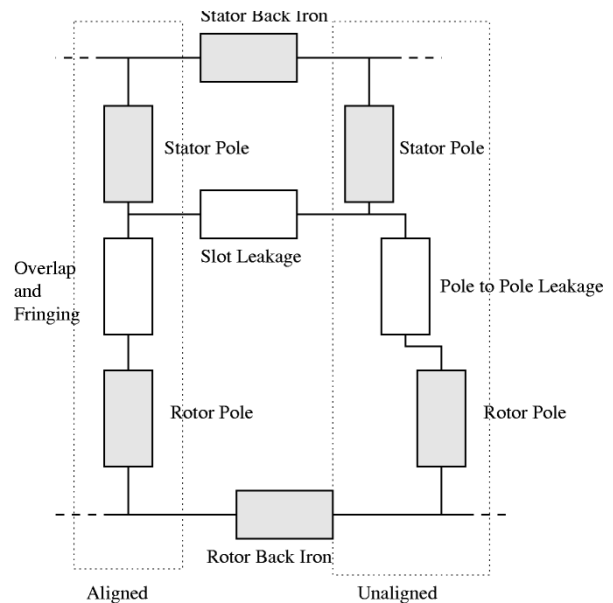 Stator Back Iron
Stator Pole
Stator Pole
Slot Leakage
Overlap
and
Fringing
Pole to Pole Leakage
Rotor Pole
Rotor Pole
Rotor Back Iron
Aligned
Unaligned